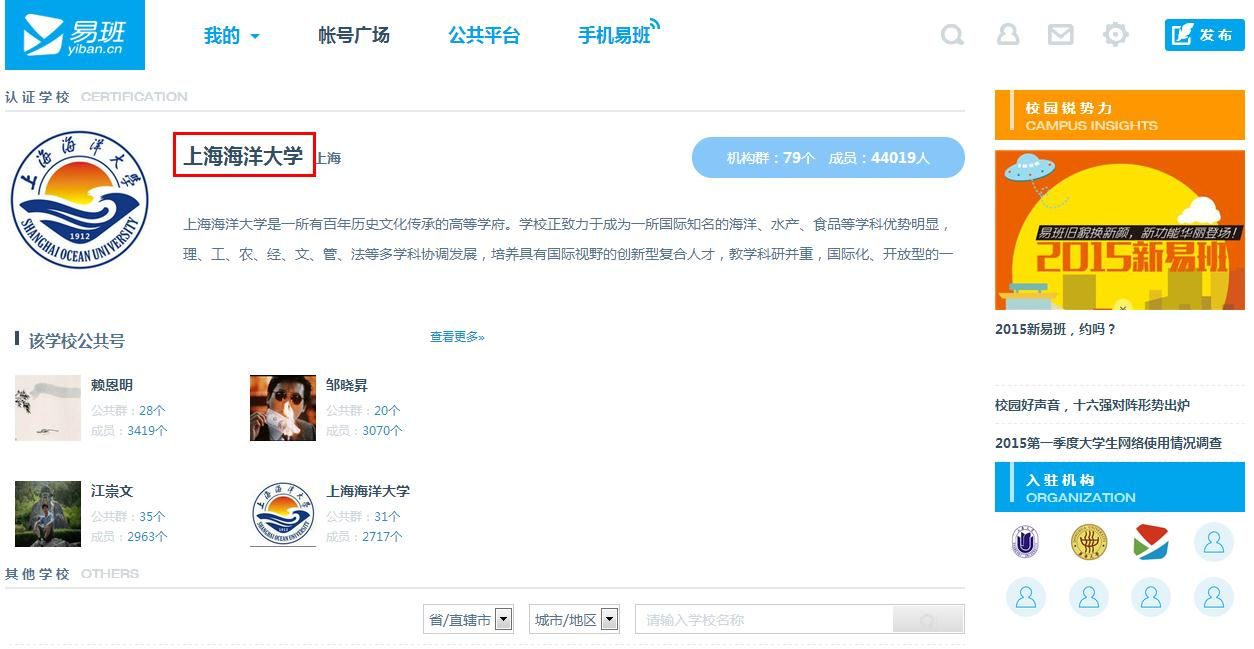 易班
yiban.cn
我的
帐号广场
公共平台
手机易班
发布
认证学校 CERTIFICATION
上海海洋大学
1912
SHANGHAI OCEAN UNIVERSITY
上海海洋大学 上海
机构群：79个 成员：44019人
上海海洋大学是一所有百年历史文化传承的高等学府。学校正致力于成为一所国际知名的海洋、水产、食品等学科优势明显，
理、工、农、经、文、管、法等多学科协调发展，培养具有国际视野的创新型复合人才，教学科研并重，国际化、开放型的一
该学校公共号
查看更多»
赖恩明
公共群：28个
成员：3419个
邹晓昇
公共群：20个
成员：3070个
江崇文
公共群：35个
成员：2963个
上海海洋大学
公共群：31个
成员：2717个
其他学校 OTHERS
省/直辖市
城市/地区
请输入学校名称
校园锐势力
CAMPUS INSIGHTS
易班旧貌换新颜，新功能华丽登场！
2015新易班
2015新易班，约吗？
校园好声音，十六强对阵形势出炉
2015第一季度大学生网络使用情况调查
入驻机构
ORGANIZATION